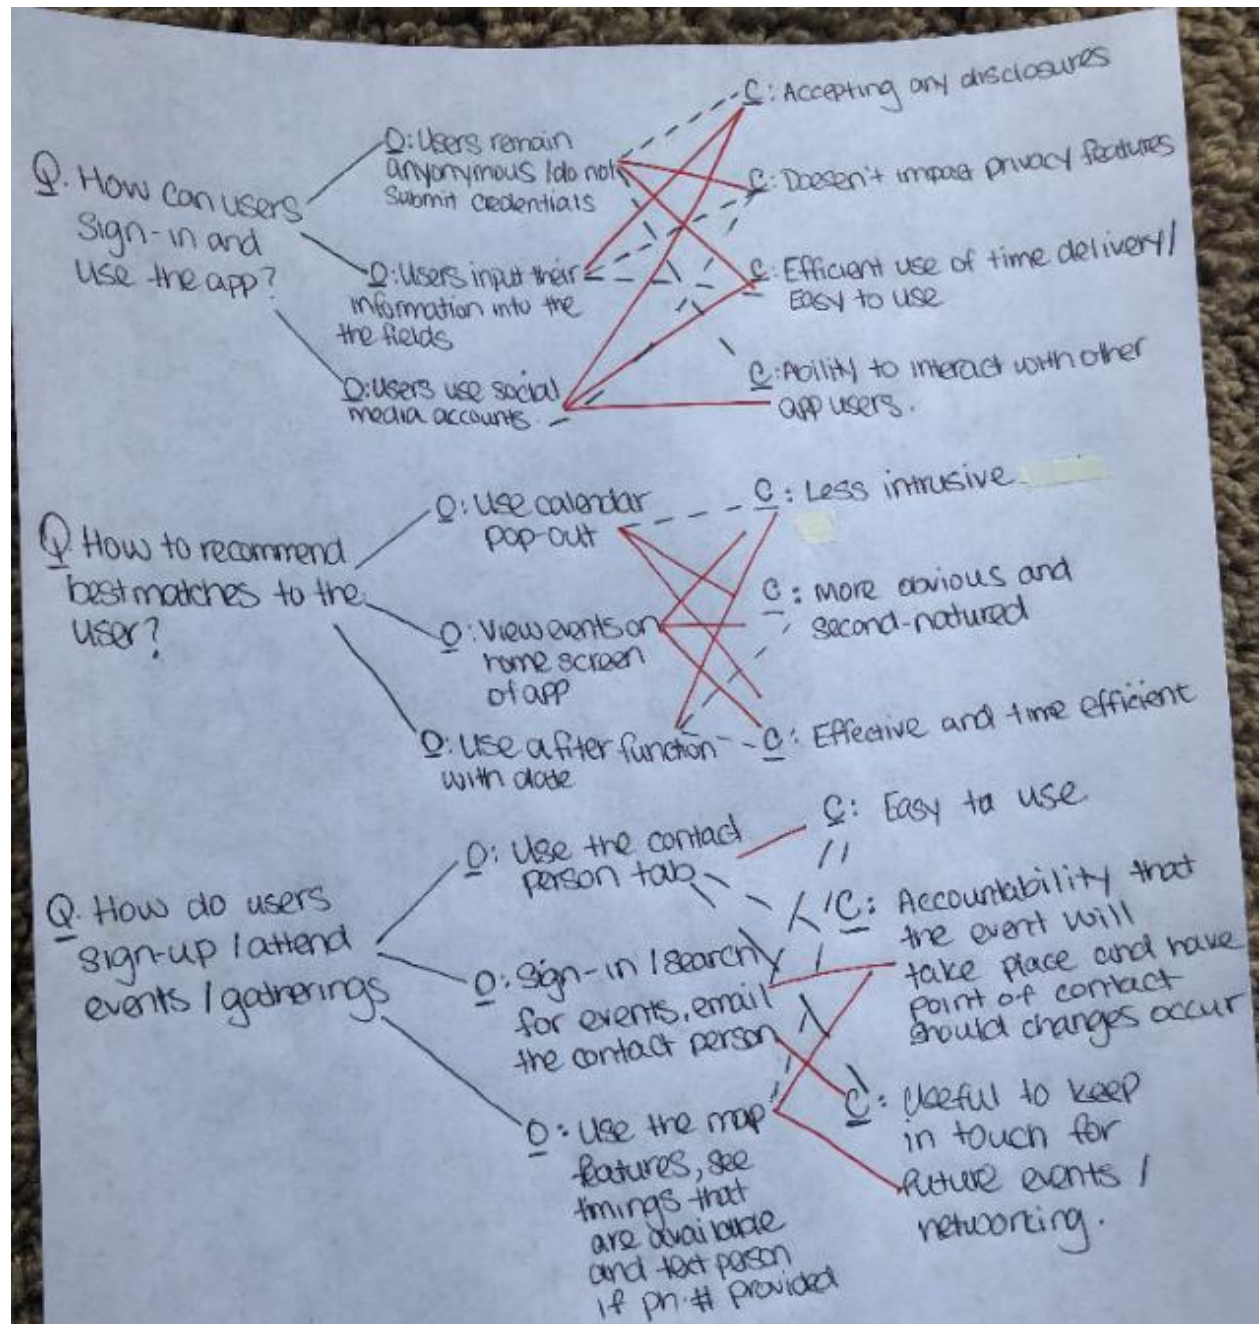 Q. How can users
Sign-in and
use the app?
O: Users remain
anyonymous / do not
Submit credentials
O: Users input their
information into the
the fields
O: Users use social
media accounts.
C: Accepting any disclosures
C: Doesn't impact privacy features
C: Efficient use of time delivery /
Easy to use
C: Ability to interact with other
app users.
Q. How to recommend
best matches to the
user?
O: Use calendar
pop-out
O: View events on
home screen
of app
O: Use a filter function
with date
C: Less intrusive
C: More obvious and
second-natured
C: Effective and time efficient
Q. How do users
sign-up / attend
events / gatherings
O: Use the contact
person tab
O: Sign-in / search
for events, email
the contact person
O: Use the map
features, see
timings that
are available
and text person
if ph. # provided
C: Easy to use
C: Accountability that
the event will
take place and have
point of contact
should changes occur
C: Useful to keep
in touch for
future events /
networking.